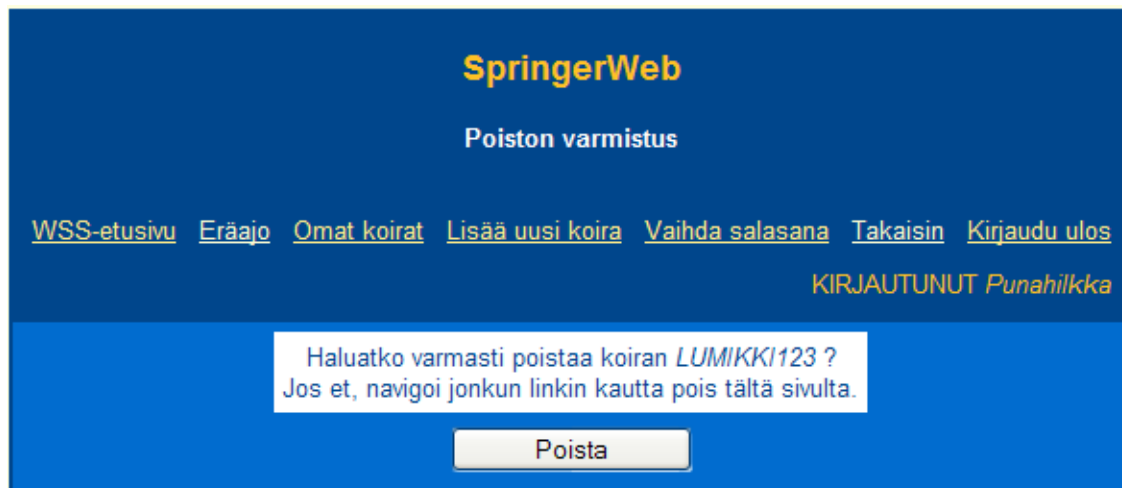 SpringerWeb
Poiston varmistus
WSS-etusivu Eräajo Omat koirat Lisää uusi koira Vaihda salasana Takaisin Kirjaudu ulos
KIRJAUTUNUT Punahilkka
Haluatko varmasti poistaa koiran LUMIKKI123 ?
Jos et, navigoi jonkun linkin kautta pois tältä sivulta.
Poista